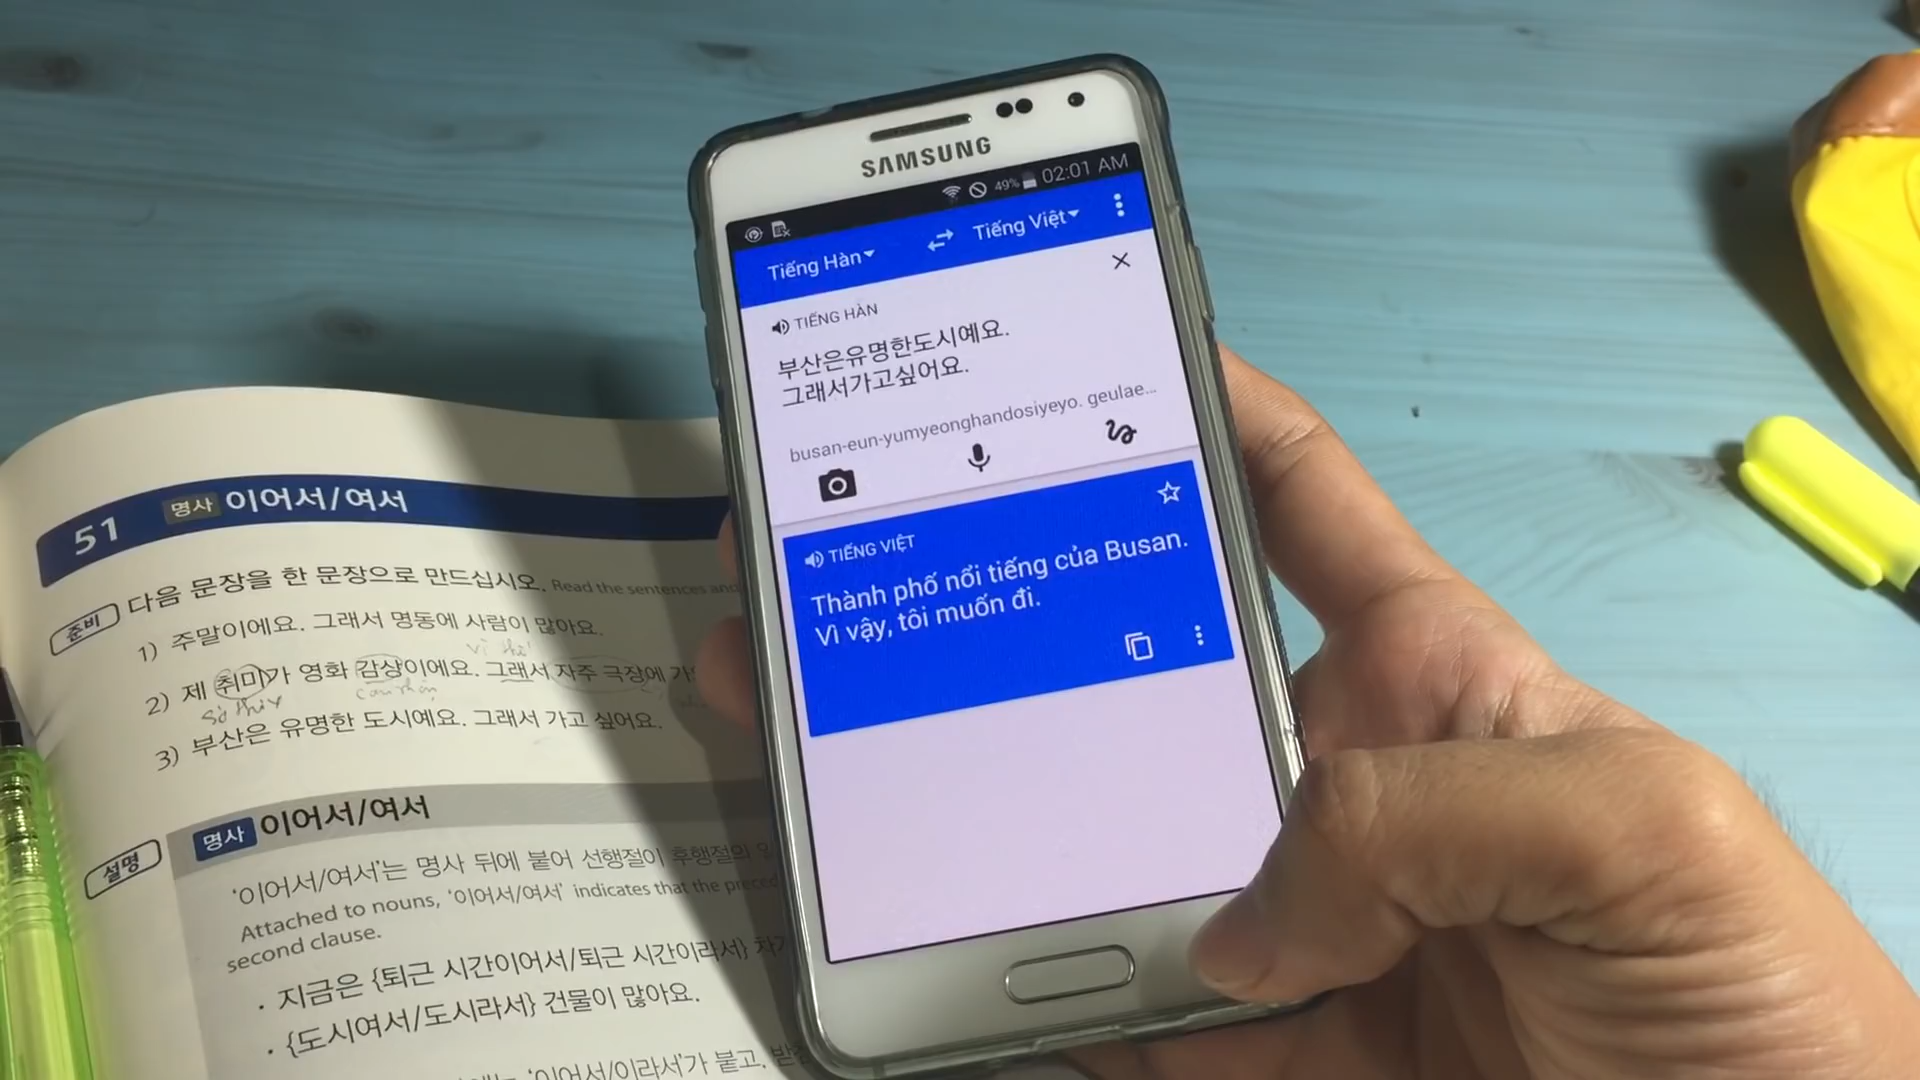 SAMSUNG
49% 02:01 AM
Tiếng Hàn Tiếng Việt
TIẾNG HÀN
부산은유명한도시예요.
그래서가고싶어요.
busan-eun-yumyeonghandosiyeyo. geulae...
TIẾNG VIỆT
Thành phố nổi tiếng của Busan.
Vì vậy, tôi muốn đi.
51 명사 이어서/여서
준비 다음 문장을 한 문장으로 만드십시오. Read the sentences and
1) 주말이에요. 그래서 명동에 사람이 많아요.
2) 제 취미가 영화 감상이에요. 그래서 자주 극장에
3) 부산은 유명한 도시예요. 그래서 가고 싶어요.
설명
명사 이어서/여서
‘이어서/여서’는 명사 뒤에 붙어 선행절이 후행절의
Attached to nouns, ‘이어서/여서’ indicates that the
second clause.
· 지금은 {퇴근 시간이어서/퇴근 시간이라서}
· {도시여서/도시라서} 건물이 많아요.
‘이어서/이라서’가 붙고,